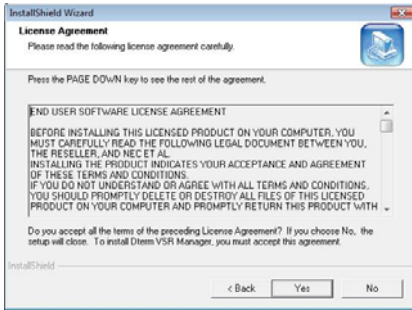 InstallShield Wizard
License Agreement
Please read the following license agreement carefully.
Press the PAGE DOWN key to see the rest of the agreement.
END USER SOFTWARE LICENSE AGREEMENT
BEFORE INSTALLING THIS LICENSED PRODUCT ON YOUR COMPUTER, YOU
MUST CAREFULLY READ THE FOLLOWING LEGAL DOCUMENT BETWEEN YOU,
THE RESELLER, AND NEC ET AL.
INSTALLING THE PRODUCT INDICATES YOUR ACCEPTANCE AND AGREEMENT
OF THESE TERMS AND CONDITIONS.
IF YOU DO NOT UNDERSTAND OR AGREE WITH ALL TERMS AND CONDITIONS,
YOU SHOULD PROMPTLY DELETE OR DESTROY ALL FILES OF THIS LICENSED
PRODUCT ON YOUR COMPUTER AND PROMPTLY RETURN THIS PRODUCT WITH
Do you accept all the terms of the preceding License Agreement? If you choose No, the
setup will close. To install Dterm VSR Manager, you must accept this agreement.
InstallShield
< Back Yes No